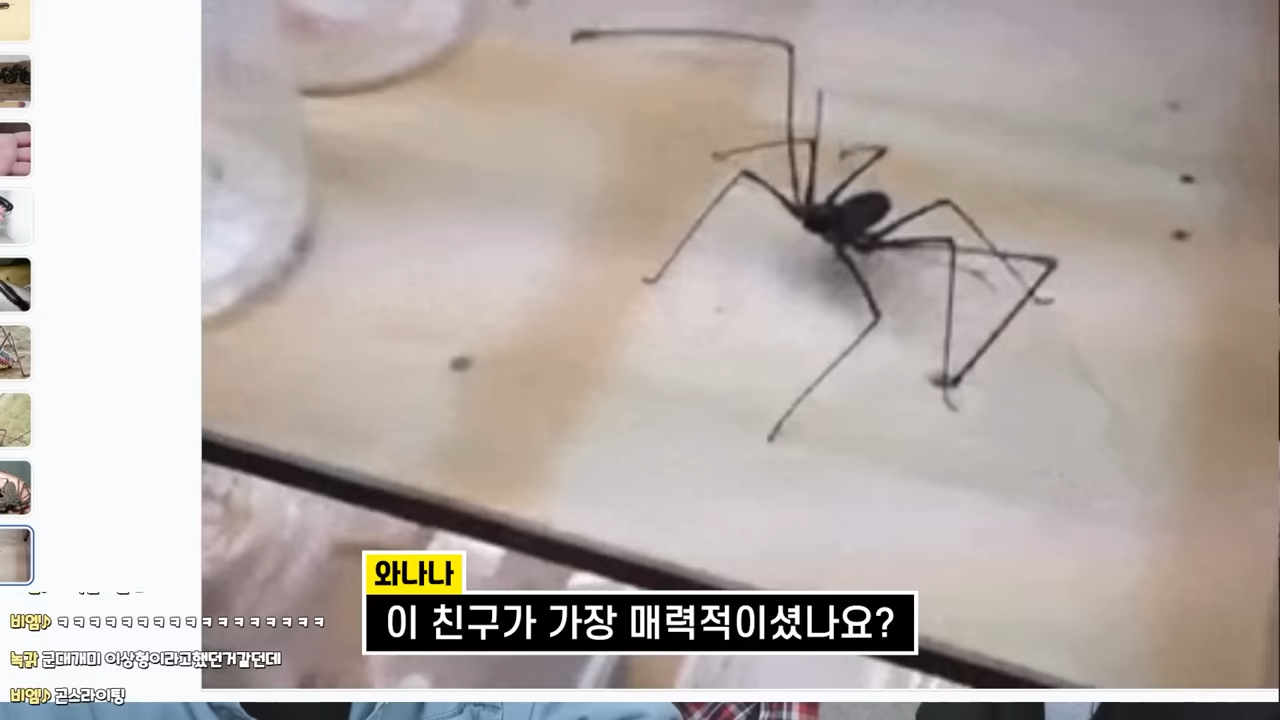 와나나
이 친구가 가장 매력적이셨나요?
비엠♪ ㅋㅋㅋㅋㅋㅋㅋㅋㅋㅋㅋㅋㅋㅋㅋㅋㅋ
녹각 군대개미 이상형이라고했던거같던데
비엠♪ 곤스라이팅